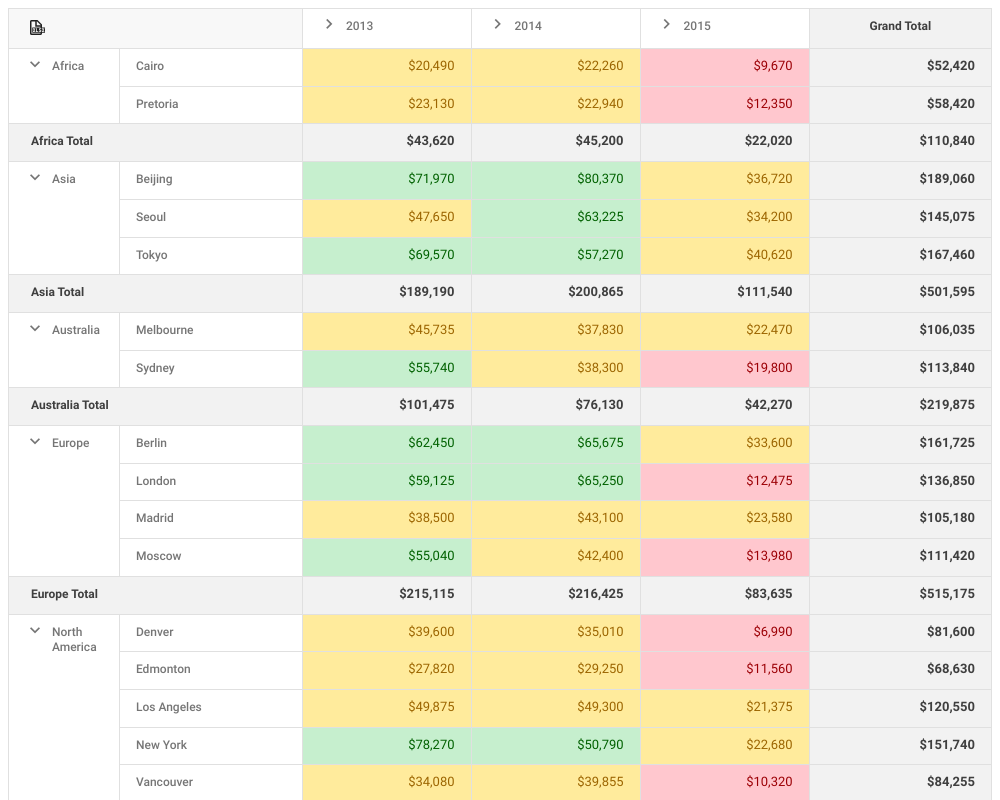 2013 2014 2015 Grand Total
Africa Cairo $20,490 $22,260 $9,670 $52,420
Pretoria $23,130 $22,940 $12,350 $58,420
Africa Total $43,620 $45,200 $22,020 $110,840
Asia Beijing $71,970 $80,370 $36,720 $189,060
Seoul $47,650 $63,225 $34,200 $145,075
Tokyo $69,570 $57,270 $40,620 $167,460
Asia Total $189,190 $200,865 $111,540 $501,595
Australia Melbourne $45,735 $37,830 $22,470 $106,035
Sydney $55,740 $38,300 $19,800 $113,840
Australia Total $101,475 $76,130 $42,270 $219,875
Europe Berlin $62,450 $65,675 $33,600 $161,725
London $59,125 $65,250 $12,475 $136,850
Madrid $38,500 $43,100 $23,580 $105,180
Moscow $55,040 $42,400 $13,980 $111,420
Europe Total $215,115 $216,425 $83,635 $515,175
North Denver $39,600 $35,010 $6,990 $81,600
America
Edmonton $27,820 $29,250 $11,560 $68,630
Los Angeles $49,875 $49,300 $21,375 $120,550
New York $78,270 $50,790 $22,680 $151,740
Vancouver $34,080 $39,855 $10,320 $84,255